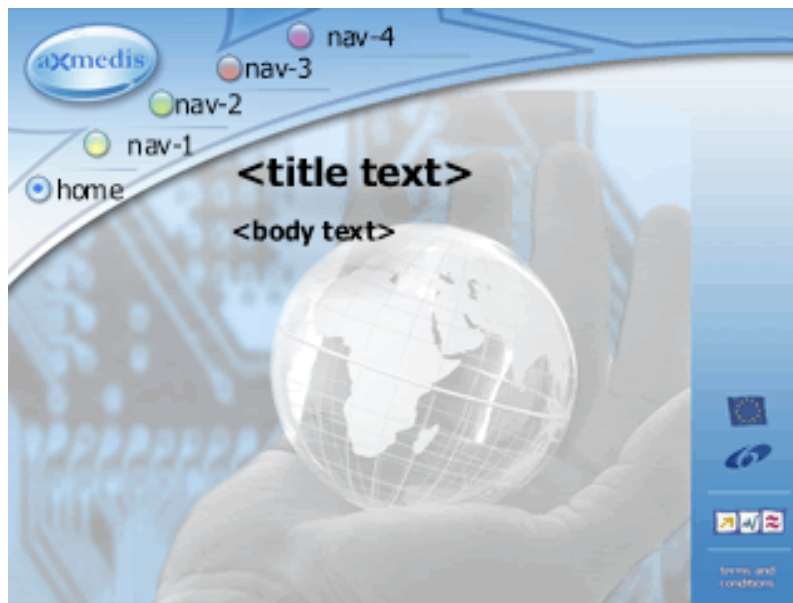 axmedis
nav-4
nav-3
nav-2
nav-1
home
<title text>
<body text>
terms and
conditions